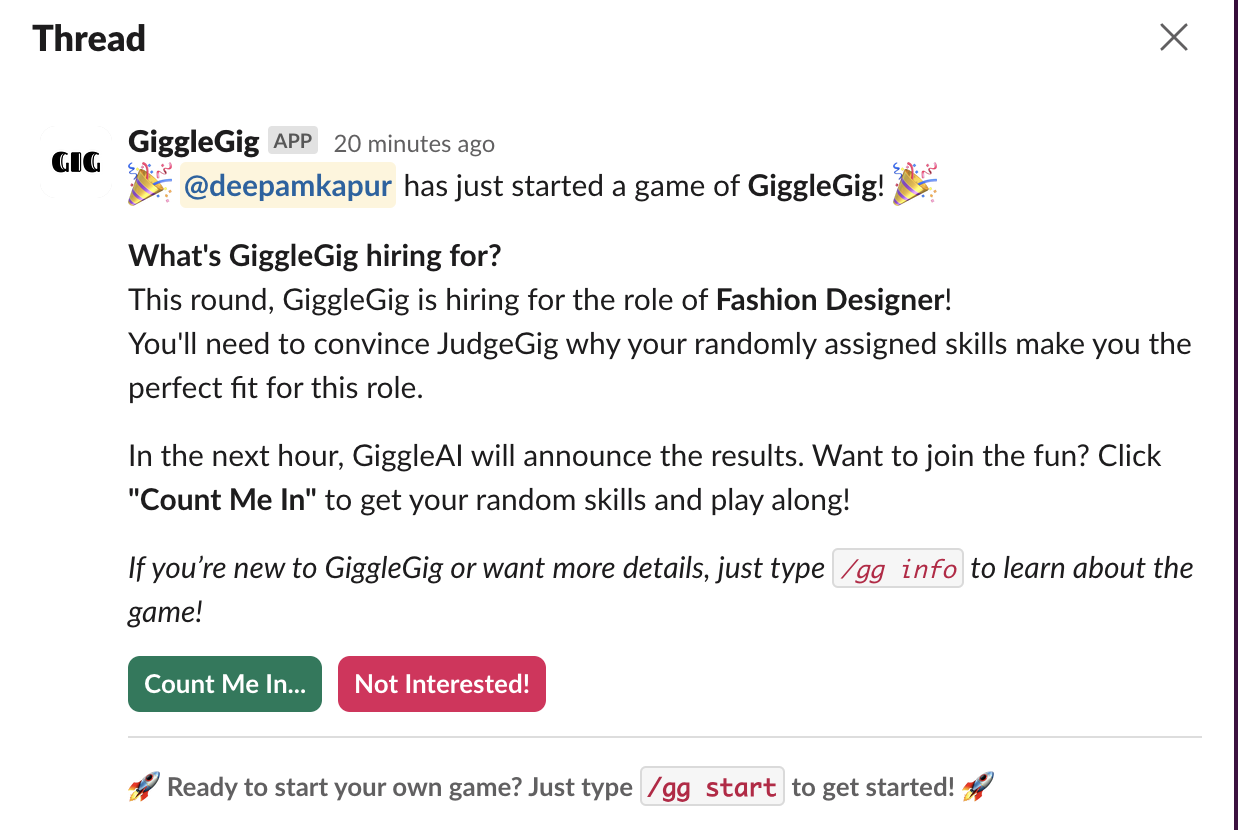 Thread
GIG
GiggleGig APP 20 minutes ago
🎉 @deepamkapur has just started a game of GiggleGig! 🎉
What's GiggleGig hiring for?
This round, GiggleGig is hiring for the role of Fashion Designer!
You'll need to convince JudgeGig why your randomly assigned skills make you the
perfect fit for this role.
In the next hour, GiggleAI will announce the results. Want to join the fun? Click
"Count Me In" to get your random skills and play along!
If you’re new to GiggleGig or want more details, just type /gg info to learn about the
game!
Count Me In... Not Interested!
🚀 Ready to start your own game? Just type /gg start to get started! 🚀